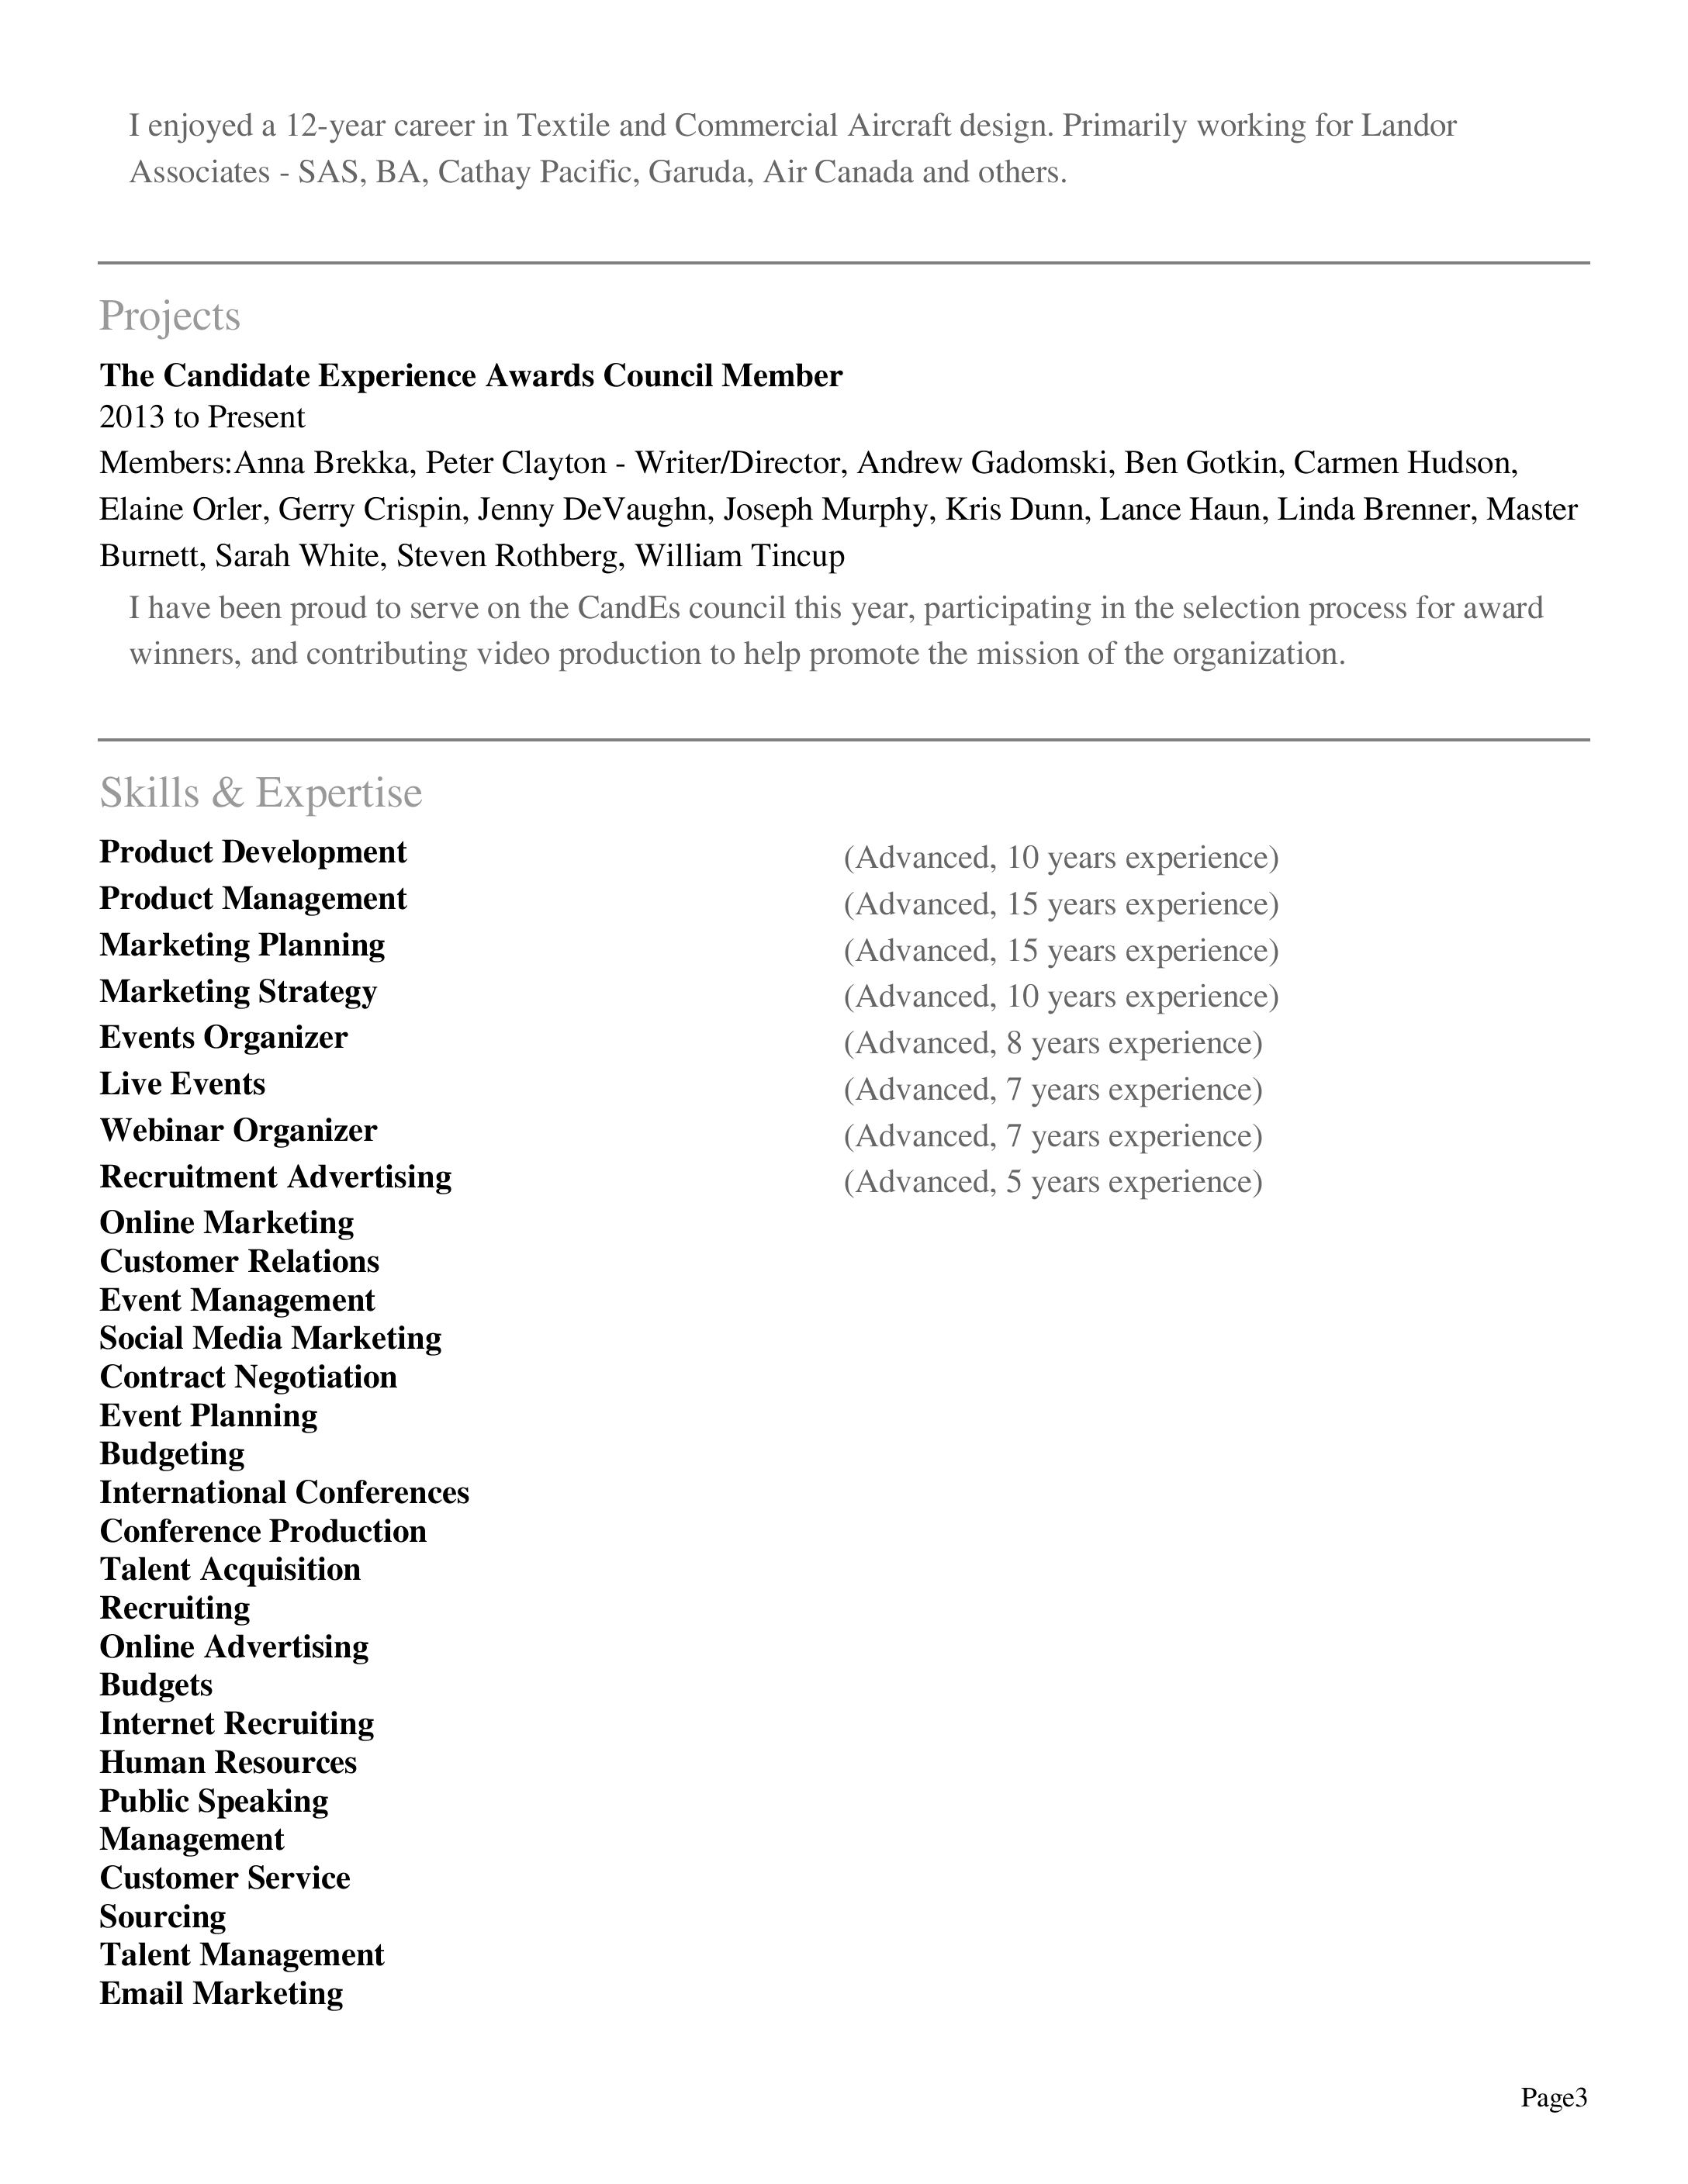 I enjoyed a 12-year career in Textile and Commercial Aircraft design. Primarily working for Landor
Associates - SAS, BA, Cathay Pacific, Garuda, Air Canada and others.
Projects
The Candidate Experience Awards Council Member
2013 to Present
Members:Anna Brekka, Peter Clayton - Writer/Director, Andrew Gadomski, Ben Gotkin, Carmen Hudson,
Elaine Orler, Gerry Crispin, Jenny DeVaughn, Joseph Murphy, Kris Dunn, Lance Haun, Linda Brenner, Master
Burnett, Sarah White, Steven Rothberg, William Tincup
I have been proud to serve on the CandEs council this year, participating in the selection process for award
winners, and contributing video production to help promote the mission of the organization.
Skills & Expertise
Product Development (Advanced, 10 years experience)
Product Management (Advanced, 15 years experience)
Marketing Planning (Advanced, 15 years experience)
Marketing Strategy (Advanced, 10 years experience)
Events Organizer (Advanced, 8 years experience)
Live Events (Advanced, 7 years experience)
Webinar Organizer (Advanced, 7 years experience)
Recruitment Advertising (Advanced, 5 years experience)
Online Marketing
Customer Relations
Event Management
Social Media Marketing
Contract Negotiation
Event Planning
Budgeting
International Conferences
Conference Production
Talent Acquisition
Recruiting
Online Advertising
Budgets
Internet Recruiting
Human Resources
Public Speaking
Management
Customer Service
Sourcing
Talent Management
Email Marketing
Page3